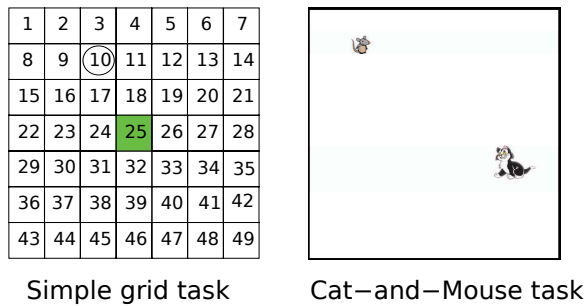 1 2 3 4 5 6 7
8 9 10 11 12 13 14
15 16 17 18 19 20 21
22 23 24 25 26 27 28
29 30 31 32 33 34 35
36 37 38 39 40 41 42
43 44 45 46 47 48 49
Simple grid task
Cat−and−Mouse task